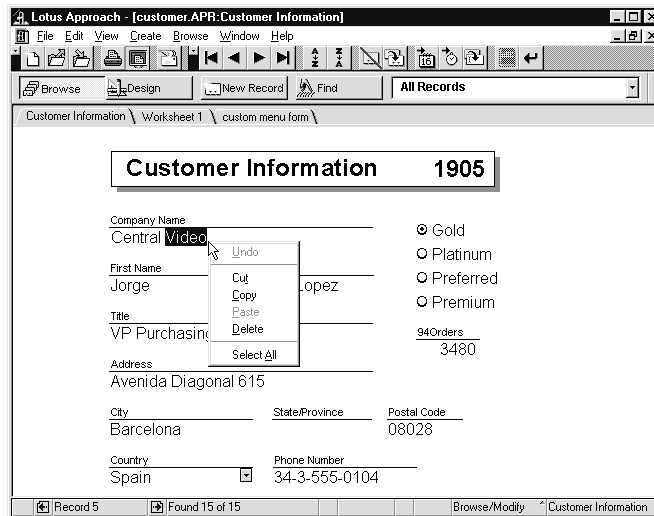 Lotus Approach - [customer.APR:Customer Information]
File Edit View Create Browse Window Help
A Z Z A 16
Browse Design New Record Find All Records
Customer Information Worksheet 1 custom menu form
Customer Information 1905
Company Name
Central Video
Gold
Undo
Platinum
First Name
Cut
Preferred
Jorge Lopez
Copy
Premium
Title
Paste
VP Purchasing
Delete
94Orders
3480
Select All
Address
Avenida Diagonal 615
City State/Province Postal Code
Barcelona 08028
Country Phone Number
Spain 34-3-555-0104
Record 5 Found 15 of 15 Browse/Modify Customer Information